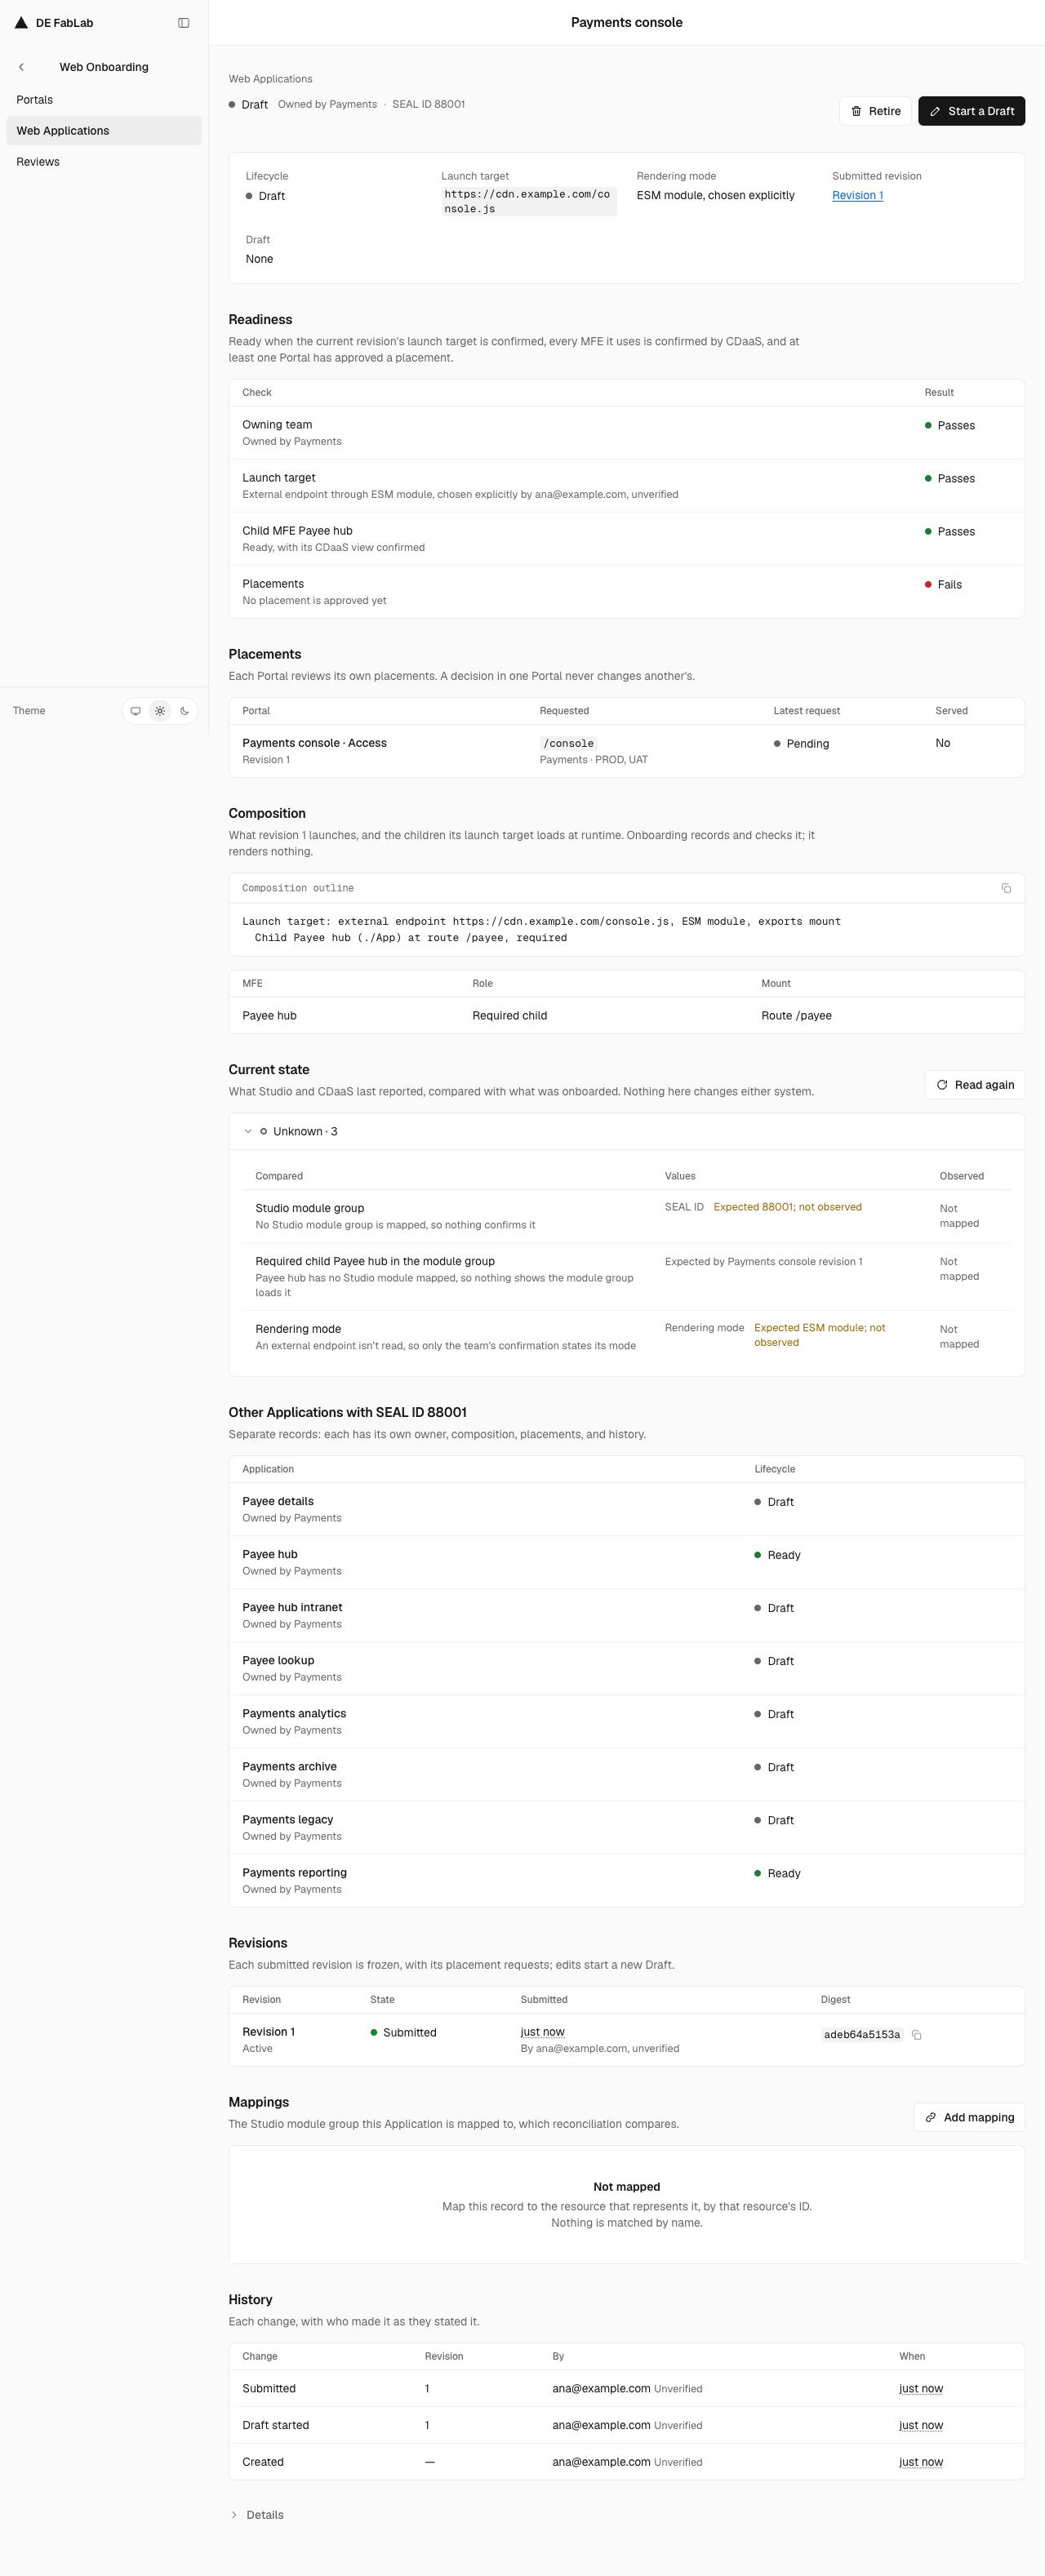 DE FabLab
Payments console
Web Onboarding
Portals
Web Applications
Reviews
Theme
Web Applications
Draft Owned by Payments · SEAL ID 88001
Retire
Start a Draft
Lifecycle
Draft
Launch target
https://cdn.example.com/co
nsole.js
Rendering mode
ESM module, chosen explicitly
Submitted revision
Revision 1
Draft
None
Readiness
Ready when the current revision's launch target is confirmed, every MFE it uses is confirmed by CDaaS, and at
least one Portal has approved a placement.
Check Result
Owning team Passes
Owned by Payments
Launch target Passes
External endpoint through ESM module, chosen explicitly by ana@example.com, unverified
Child MFE Payee hub Passes
Ready, with its CDaaS view confirmed
Placements Fails
No placement is approved yet
Placements
Each Portal reviews its own placements. A decision in one Portal never changes another's.
Portal Requested Latest request Served
Payments console · Access /console Pending No
Revision 1 Payments · PROD, UAT
Composition
What revision 1 launches, and the children its launch target loads at runtime. Onboarding records and checks it; it
renders nothing.
Composition outline
Launch target: external endpoint https://cdn.example.com/console.js, ESM module, exports mount
Child Payee hub (./App) at route /payee, required
MFE Role Mount
Payee hub Required child Route /payee
Current state
What Studio and CDaaS last reported, compared with what was onboarded. Nothing here changes either system.
Read again
Unknown · 3
Compared Values Observed
Studio module group
No Studio module group is mapped, so nothing confirms it
SEAL ID Expected 88001; not observed
Not
mapped
Required child Payee hub in the module group
Payee hub has no Studio module mapped, so nothing shows the module group
loads it
Expected by Payments console revision 1
Not
mapped
Rendering mode
An external endpoint isn't read, so only the team's confirmation states its mode
Rendering mode Expected ESM module; not
observed
Not
mapped
Other Applications with SEAL ID 88001
Separate records: each has its own owner, composition, placements, and history.
Application Lifecycle
Payee details Draft
Owned by Payments
Payee hub Ready
Owned by Payments
Payee hub intranet Draft
Owned by Payments
Payee lookup Draft
Owned by Payments
Payments analytics Draft
Owned by Payments
Payments archive Draft
Owned by Payments
Payments legacy Draft
Owned by Payments
Payments reporting Ready
Owned by Payments
Revisions
Each submitted revision is frozen, with its placement requests; edits start a new Draft.
Revision State Submitted Digest
Revision 1 Submitted just now adeb64a5153a
Active By ana@example.com, unverified
Mappings
The Studio module group this Application is mapped to, which reconciliation compares.
Add mapping
Not mapped
Map this record to the resource that represents it, by that resource's ID.
Nothing is matched by name.
History
Each change, with who made it as they stated it.
Change Revision By When
Submitted 1 ana@example.com Unverified just now
Draft started 1 ana@example.com Unverified just now
Created — ana@example.com Unverified just now
Details